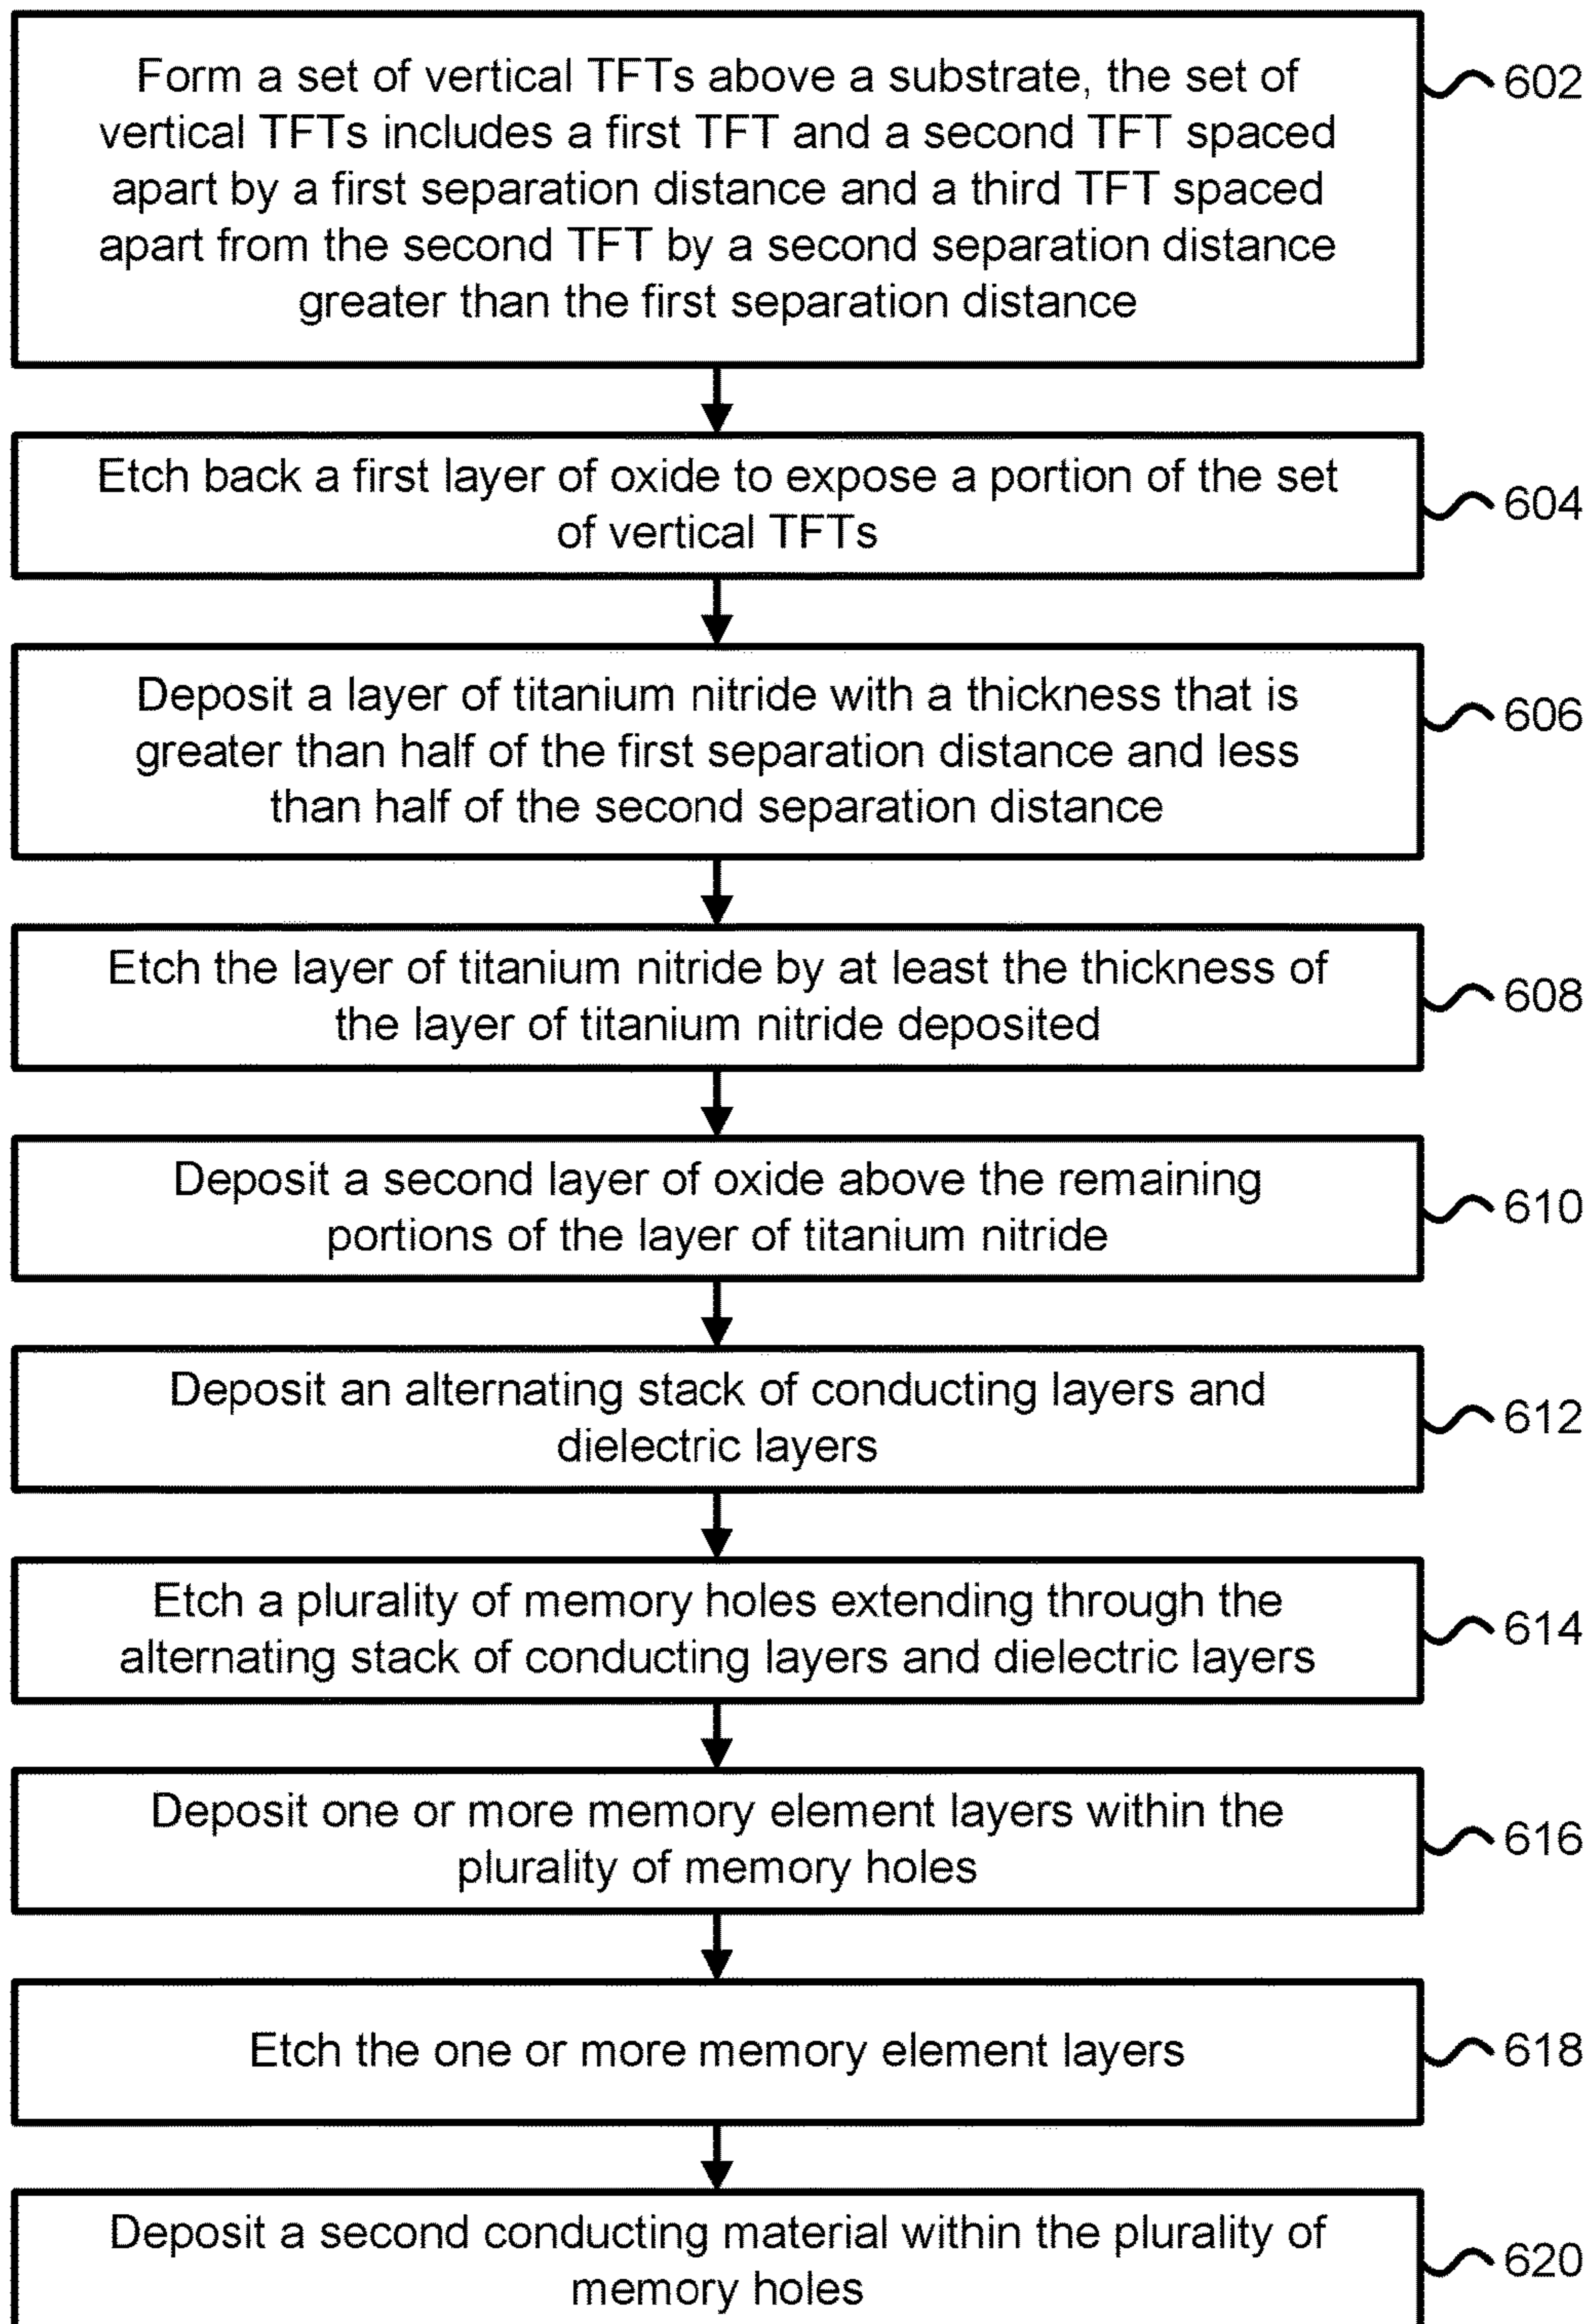 Form a set of vertical TFTs above a substrate, the set of
vertical TFTs includes a first TFT and a second TFT spaced
apart by a first separation distance and a third TFT spaced
apart from the second TFT by a second separation distance
greater than the first separation distance
602
Etch back a first layer of oxide to expose a portion of the set
of vertical TFTs
604
Deposit a layer of titanium nitride with a thickness that is
greater than half of the first separation distance and less
than half of the second separation distance
606
Etch the layer of titanium nitride by at least the thickness of
the layer of titanium nitride deposited
608
Deposit a second layer of oxide above the remaining
portions of the layer of titanium nitride
610
Deposit an alternating stack of conducting layers and
dielectric layers
612
Etch a plurality of memory holes extending through the
alternating stack of conducting layers and dielectric layers
614
Deposit one or more memory element layers within the
plurality of memory holes
616
Etch the one or more memory element layers
618
Deposit a second conducting material within the plurality of
memory holes
620